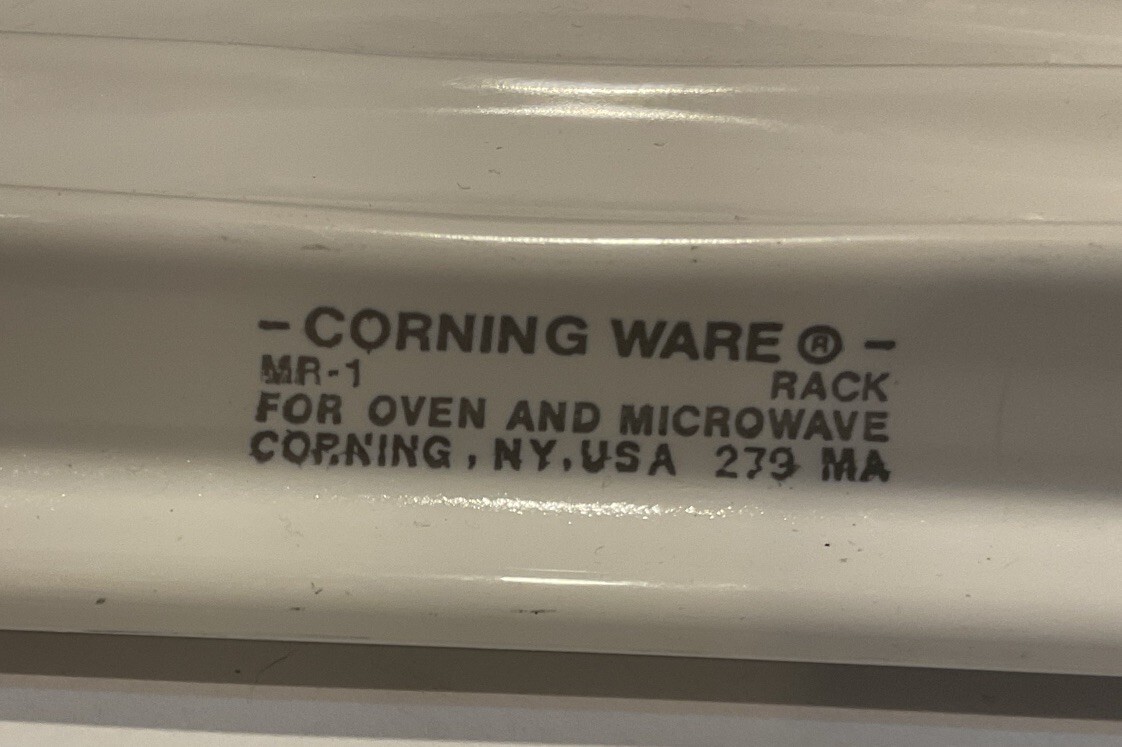 - CORNING WARE ® -
MR-1 RACK
FOR OVEN AND MICROWAVE
CORNING, NY, USA 279 MA